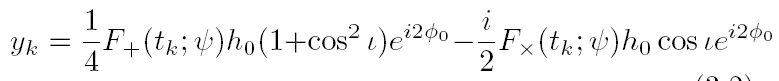 y_k = \frac{1}{4} F_+(t_k; \psi) h_0 (1 + \cos^2 \iota) e^{i2\phi_0} - \frac{i}{2} F_\times(t_k; \psi) h_0 \cos \iota e^{i2\phi_0}